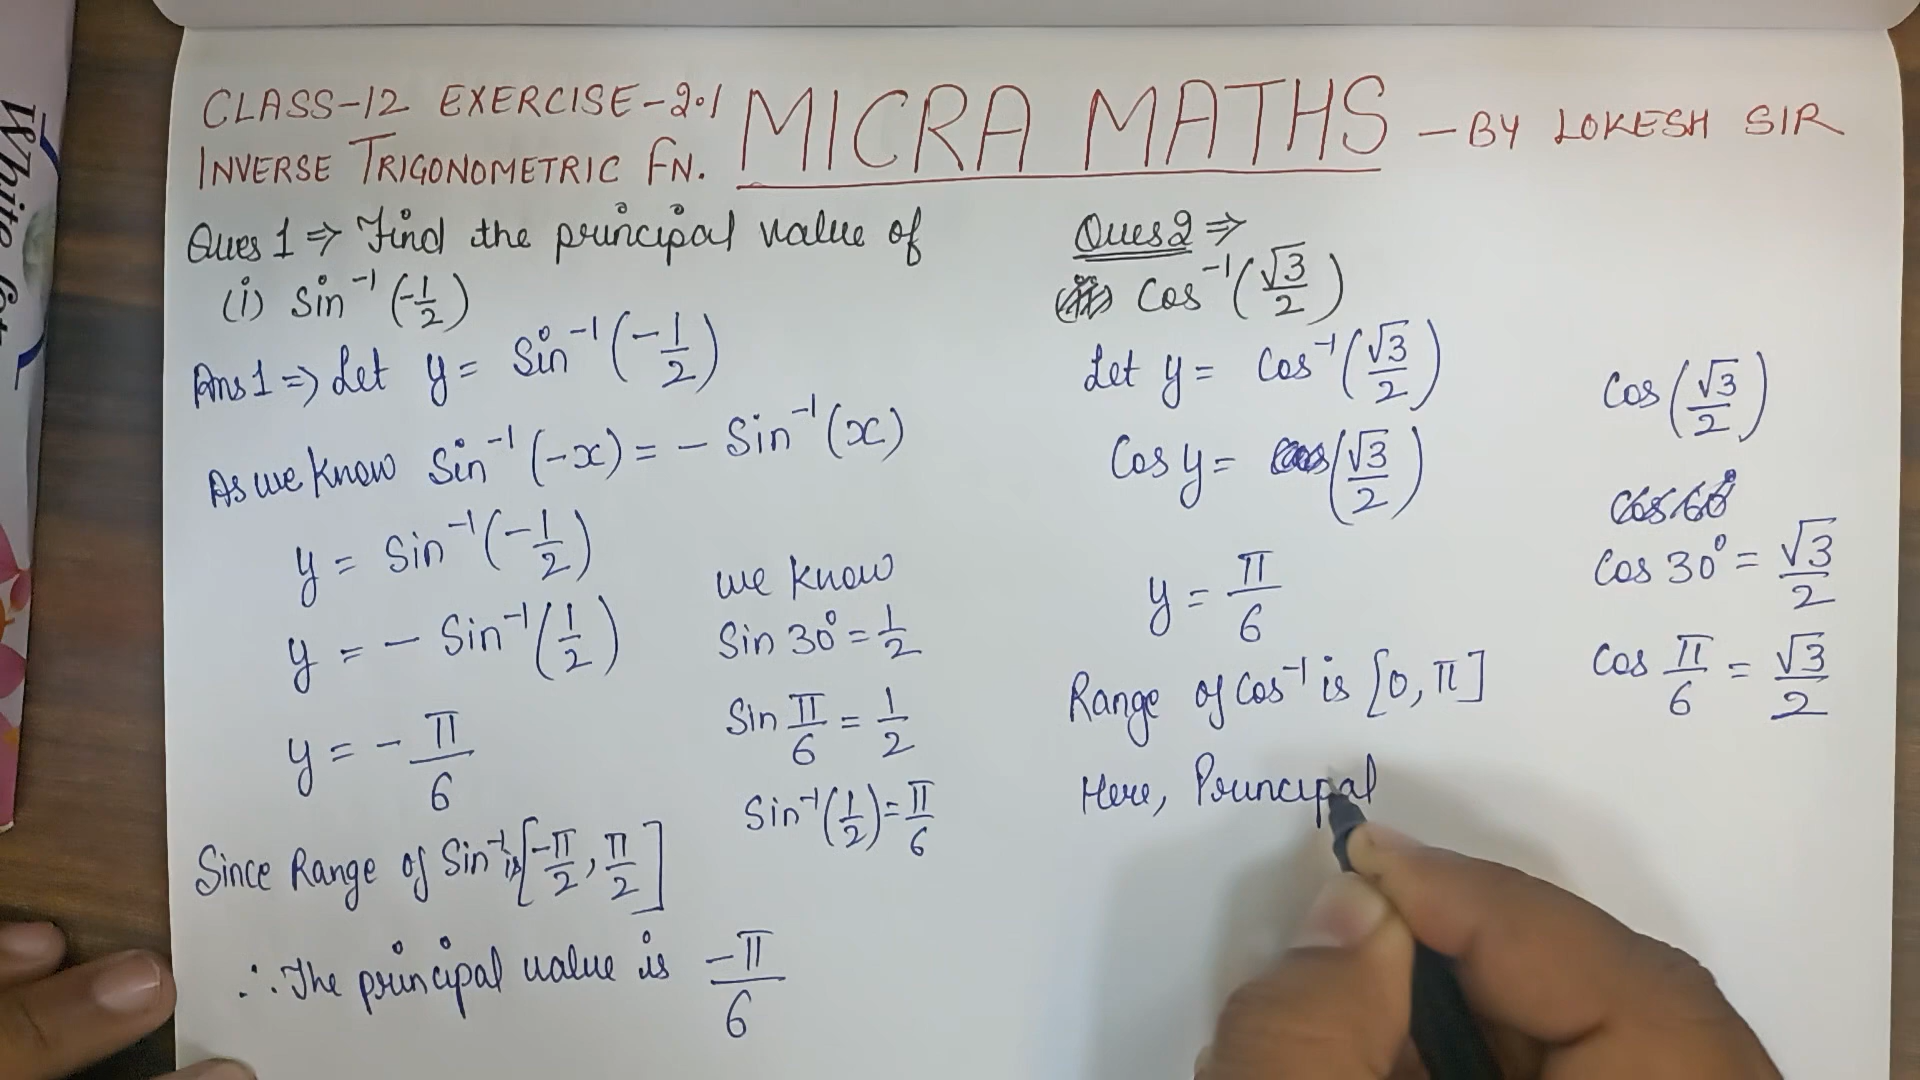 CLASS-12 EXERCISE-2.1
INVERSE TRIGONOMETRIC FN.
MICRA MATHS - BY LOKESH SIR
Ques 1 ⇒ Find the principal value of
(i) Sin⁻¹(-1/2)
Ans 1 ⇒ Let y = Sin⁻¹(-1/2)
As we know Sin⁻¹(-x) = - Sin⁻¹(x)
y = Sin⁻¹(-1/2)
y = - Sin⁻¹(1/2)
y = - π/6
we know
Sin 30° = 1/2
Sin π/6 = 1/2
Sin⁻¹(1/2) = π/6
Since Range of Sin⁻¹ is [-π/2, π/2]
∴ The principal value is -π/6
Ques 2 ⇒
Cos⁻¹(√3/2)
Let y = Cos⁻¹(√3/2)
Cos y = (√3/2)
y = π/6
Range of Cos⁻¹ is [0, π]
Here, Principal
Cos(√3/2)
Cos 60°
Cos 30° = √3/2
Cos π/6 = √3/2
White